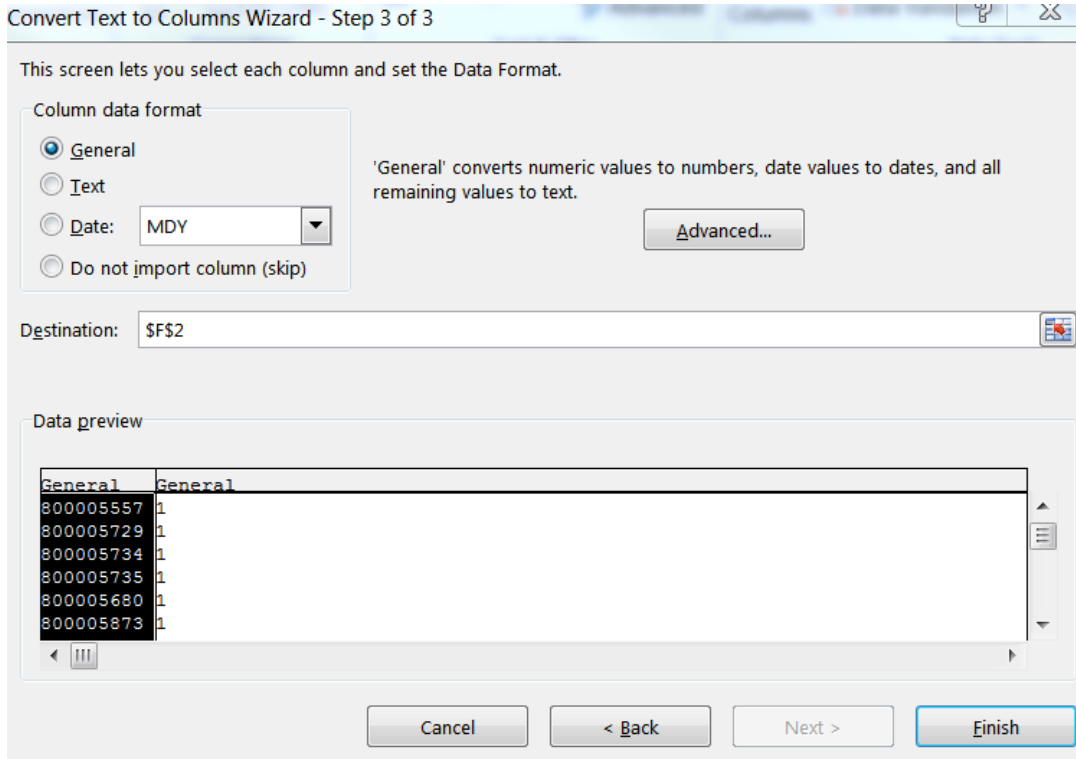 Convert Text to Columns Wizard - Step 3 of 3
This screen lets you select each column and set the Data Format.
Column data format
General
Text
Date: MDY
Do not import column (skip)
'General' converts numeric values to numbers, date values to dates, and all
remaining values to text.
Advanced...
Destination: $F$2
Data preview
General General
800005557 1
800005729 1
800005734 1
800005735 1
800005680 1
800005873 1
Cancel < Back Next > Finish